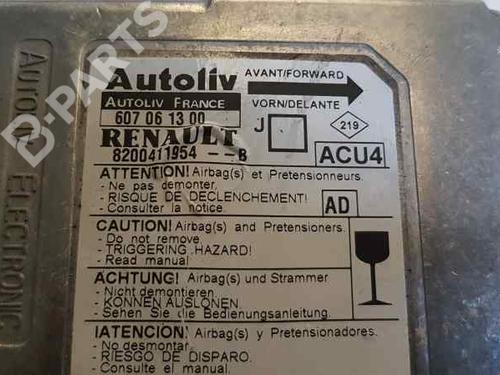 Autoliv
AVANT/FORWARD
AUTOLIV FRANCE
VORN/DELANTE
607 06 13 00
J
219
RENAULT
8200411954 --B
ACU4
ATTENTION! Airbag(s) et Pretensionneurs.
- Ne pas demonter.
- RISQUE DE DECLENCHEMENT!
- Consulter la notice.
AD
CAUTION! Airbag(s) and Pretensioners.
- Do not remove
- TRIGGERING HAZARD!
- Read manual
ACHTUNG! Airbag(s) und Strammer
- Nicht demontieren
- KONNEN AUSLONEN.
- Sehen Sie die Bedienungsanleitung.
¡ATENCION! Airbag(s) y Pretensionadores.
- No desmontar.
- RIESGO DE DISPARO.
- Consulte el manual.
AUTOLIV ELECTRONIC
B-PARTS